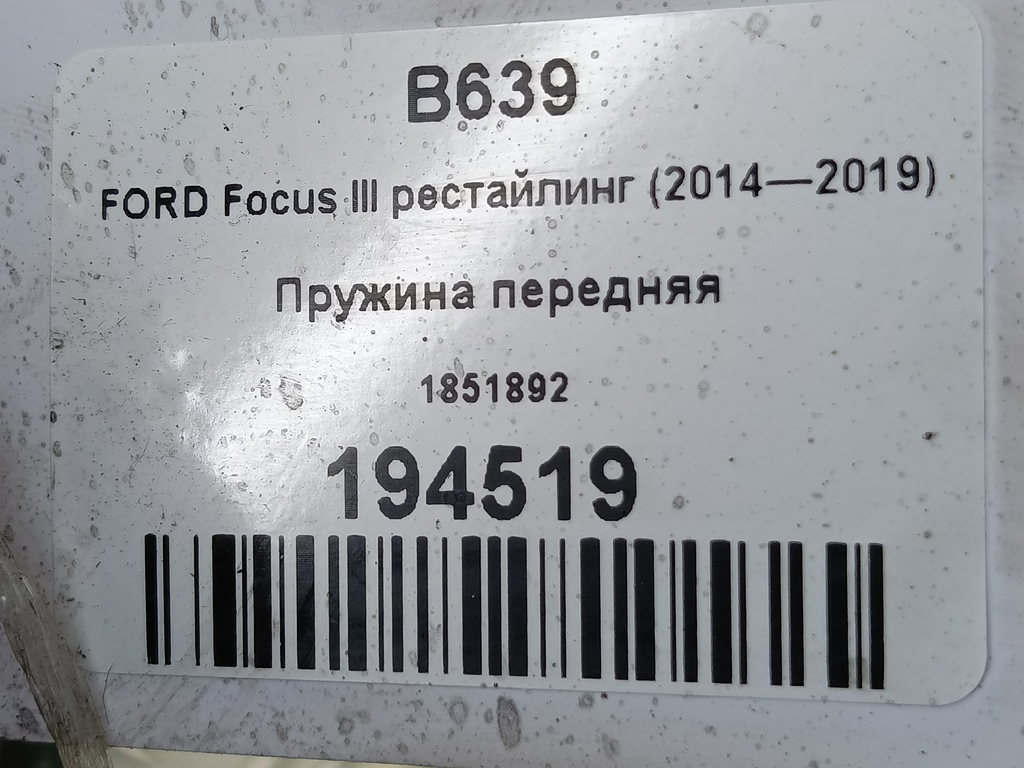 B639
FORD Focus III рестайлинг (2014—2019)
Пружина передняя
1851892
194519